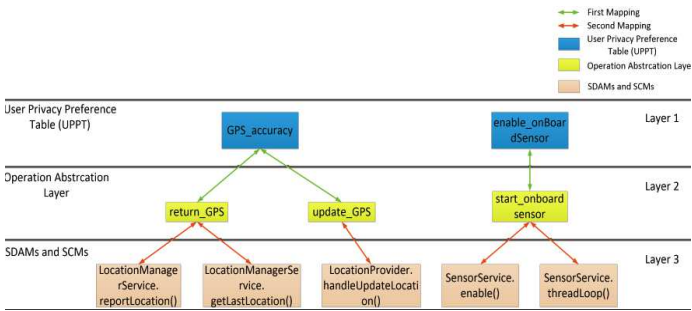 First Mapping
Second Mapping
User Privacy Preference
Table (UPPT)
Operation Abstrcation Laye
SDAMs and SCMs
User Privacy Preference
Table (UPPT)
GPS_accuracy
enable_onBoa
rdSensor
Layer 1
Operation Abstrcation
Layer
return_GPS
update_GPS
start_onboard
sensor
Layer 2
SDAMs and SCMs
Layer 3
LocationManage
rService.
reportLocation()
LocationManagerSe
rvice.
getLastLocation()
LocationProvider.
handleUpdateLocati
on()
SensorService.
enable()
SensorService.
threadLoop()